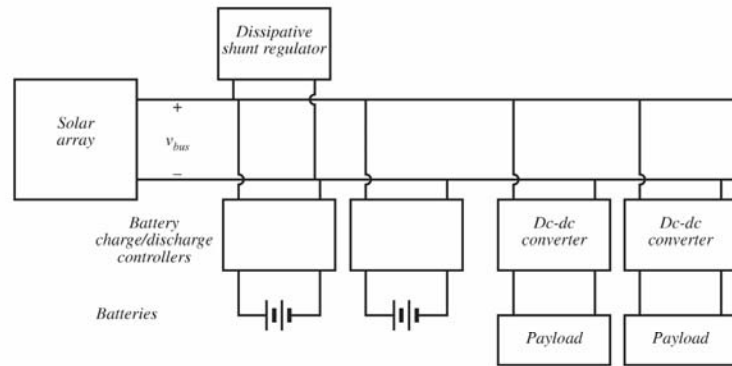 Dissipative
shunt regulator
Solar
array
+
v_bus
–
Battery
charge/discharge
controllers
Dc-dc
converter
Dc-dc
converter
Batteries
Payload
Payload